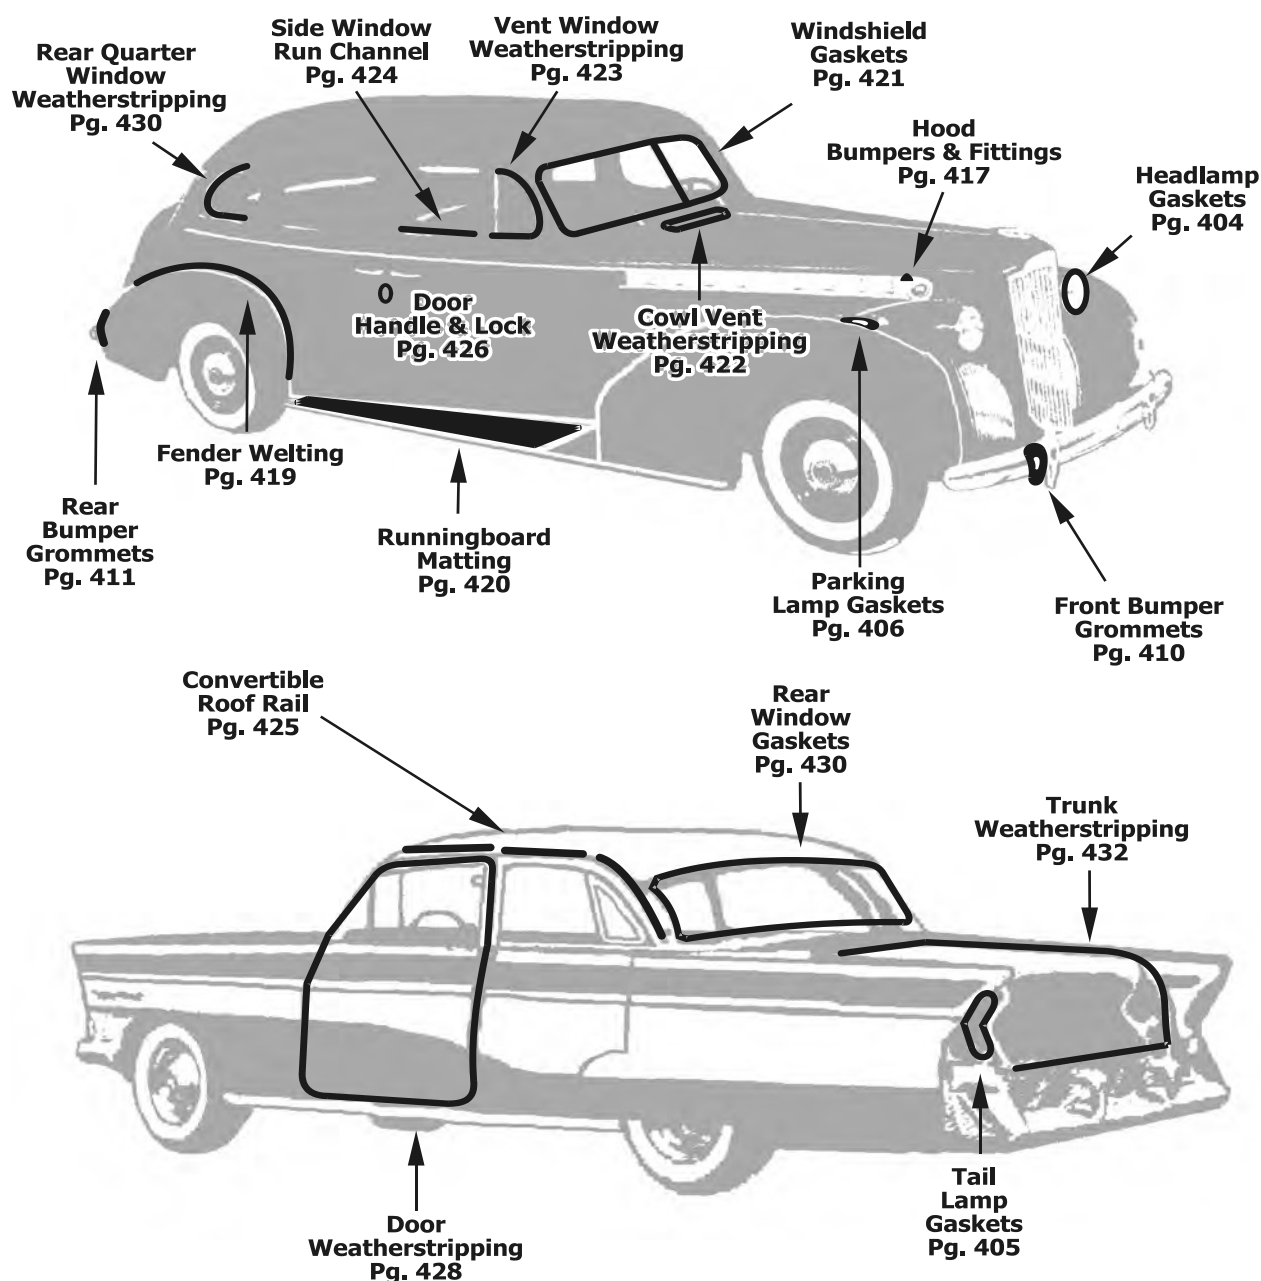 Side Window
Run Channel
Pg. 424
Vent Window
Weatherstripping
Pg. 423
Windshield
Gaskets
Pg. 421
Rear Quarter
Window
Weatherstripping
Pg. 430
Hood
Bumpers & Fittings
Pg. 417
Headlamp
Gaskets
Pg. 404
Door
Handle & Lock
Pg. 426
Cowl Vent
Weatherstripping
Pg. 422
Fender Welting
Pg. 419
Rear
Bumper
Grommets
Pg. 411
Runningboard
Matting
Pg. 420
Parking
Lamp Gaskets
Pg. 406
Front Bumper
Grommets
Pg. 410
Convertible
Roof Rail
Pg. 425
Rear
Window
Gaskets
Pg. 430
Trunk
Weatherstripping
Pg. 432
Door
Weatherstripping
Pg. 428
Tail
Lamp
Gaskets
Pg. 405